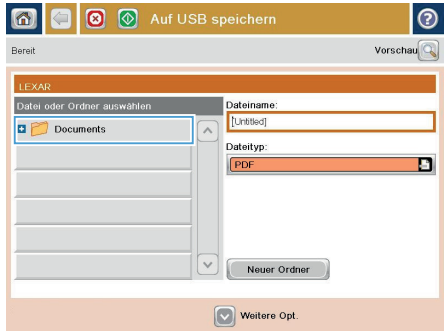 Auf USB speichern
Bereit
Vorschau
LEXAR
Datei oder Ordner auswählen
Documents
Dateiname:
[Untitled]
Dateityp:
PDF
Neuer Ordner
Weitere Opt.